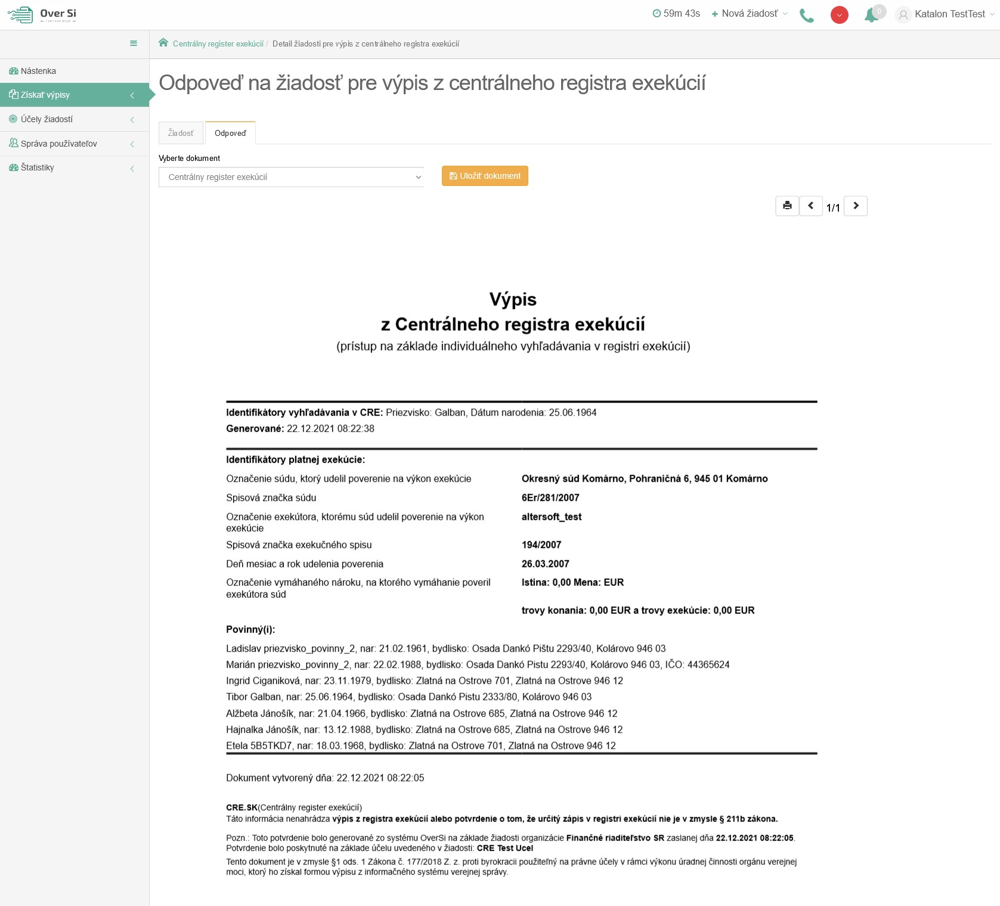 Over Si
59m 43s
Nová žiadosť
0
Katalon TestTest
Centrálny register exekúcií / Detail žiadosti pre výpis z centrálneho registra exekúcií
Nástenka
Získať výpisy
Účely žiadostí
Správa používateľov
Štatistiky
Odpoveď na žiadosť pre výpis z centrálneho registra exekúcií
Žiadosť
Odpoveď
Vyberte dokument
Centrálny register exekúcií
Uložiť dokument
1/1
Výpis
z Centrálneho registra exekúcií
(prístup na základe individuálneho vyhľadávania v registri exekúcií)
Identifikátory vyhľadávania v CRE: Priezvisko: Galban, Dátum narodenia: 25.06.1964
Generované: 22.12.2021 08:22:38
Identifikátory platnej exekúcie:
Označenie súdu, ktorý udelil poverenie na výkon exekúcie Okresný súd Komárno, Pohraničná 6, 945 01 Komárno
Spisová značka súdu 6Er/281/2007
Označenie exekútora, ktorému súd udelil poverenie na výkon altersoft_test
exekúcie
Spisová značka exekučného spisu 194/2007
Deň mesiac a rok udelenia poverenia 26.03.2007
Označenie vymáhaného nároku, na ktorého vymáhanie poveril Istina: 0,00 Mena: EUR
exekútora súd
trovy konania: 0,00 EUR a trovy exekúcie: 0,00 EUR
Povinný(í):
Ladislav priezvisko_povinny_2, nar: 21.02.1961, bydlisko: Osada Dankó Pištu 2293/40, Kolárovo 946 03
Marián priezvisko_povinny_2, nar: 22.02.1988, bydlisko: Osada Dankó Pistu 2293/40, Kolárovo 946 03, IČO: 44365624
Ingrid Ciganiková, nar: 23.11.1979, bydlisko: Zlatná na Ostrove 701, Zlatná na Ostrove 946 12
Tibor Galban, nar: 25.06.1964, bydlisko: Osada Dankó Pistu 2333/80, Kolárovo 946 03
Alžbeta Jánošík, nar: 21.04.1966, bydlisko: Zlatná na Ostrove 685, Zlatná na Ostrove 946 12
Hajnalka Jánošík, nar: 13.12.1988, bydlisko: Zlatná na Ostrove 685, Zlatná na Ostrove 946 12
Etela 5B5TKD7, nar: 18.03.1968, bydlisko: Zlatná na Ostrove 701, Zlatná na Ostrove 946 12
Dokument vytvorený dňa: 22.12.2021 08:22:05
CRE.SK(Centrálny register exekúcií)
Táto informácia nenahrádza výpis z registra exekúcií alebo potvrdenie o tom, že určitý zápis v registri exekúcií nie je v zmysle § 211b zákona.
Pozn.: Toto potvrdenie bolo generované zo systému OverSi na základe žiadosti organizácie Finančné riaditeľstvo SR zaslanej dňa 22.12.2021 08:22:05.
Potvrdenie bolo poskytnuté na základe účelu uvedeného v žiadosti: CRE Test Ucel
Tento dokument je v zmysle §1 ods. 1 Zákona č. 177/2018 Z. z. proti byrokracii použiteľný na právne účely v rámci výkonu úradnej činnosti orgánu verejnej
moci, ktorý ho získal formou výpisu z informačného systému verejnej správy.